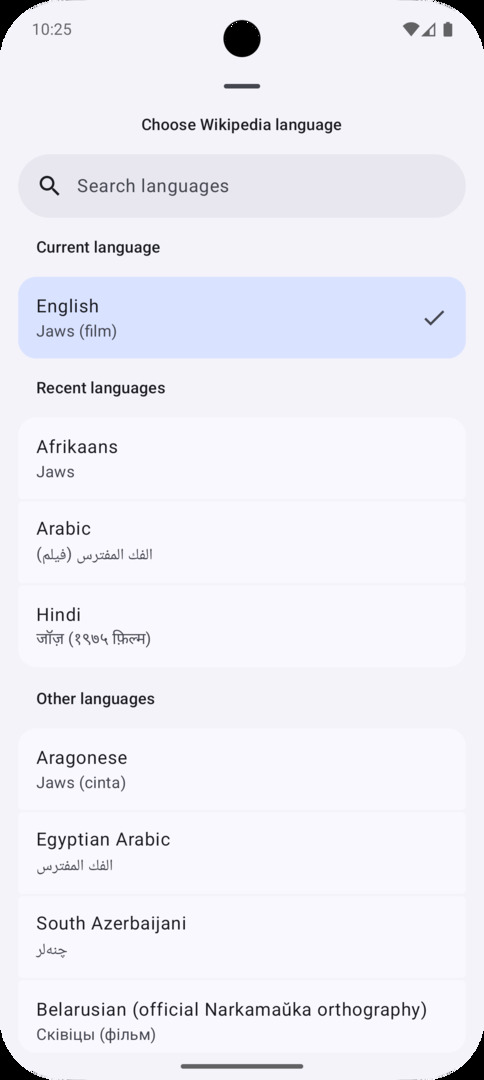 10:25
Choose Wikipedia language
Search languages
Current language
English
Jaws (film)
Recent languages
Afrikaans
Jaws
Arabic
الفك المفترس (فيلم)
Hindi
जॉज़ (१९७५ फ़िल्म)
Other languages
Aragonese
Jaws (cinta)
Egyptian Arabic
الفك المفترس
South Azerbaijani
چنه‌لر
Belarusian (official Narkamaŭka orthography)
Сківіцы (фільм)